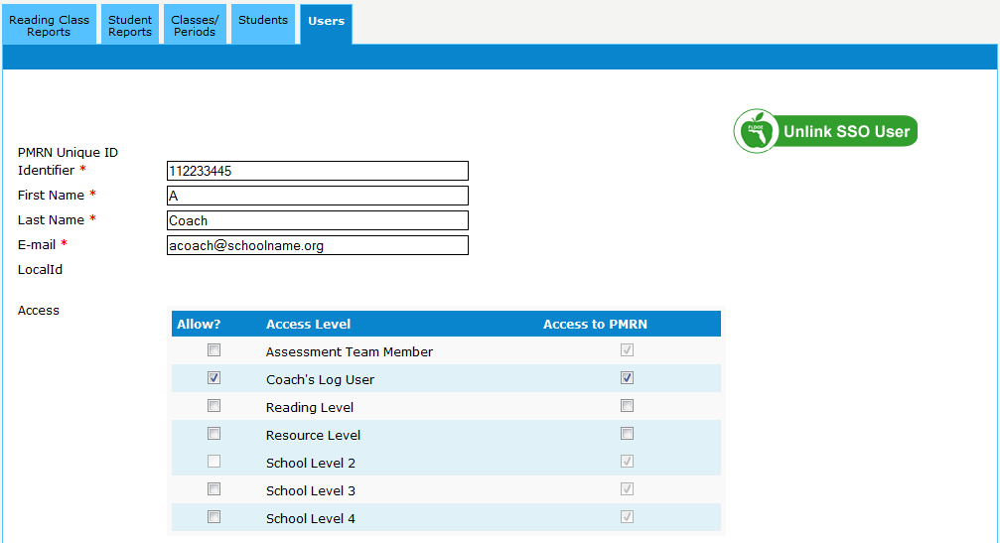 Reading Class
Reports
Student
Reports
Classes/
Periods
Students
Users
FLDOE
Unlink SSO User
PMRN Unique ID
Identifier *
112233445
First Name *
A
Last Name *
Coach
E-mail *
acoach@schoolname.org
LocalId
Access
Allow? Access Level Access to PMRN
Assessment Team Member
Coach's Log User
Reading Level
Resource Level
School Level 2
School Level 3
School Level 4